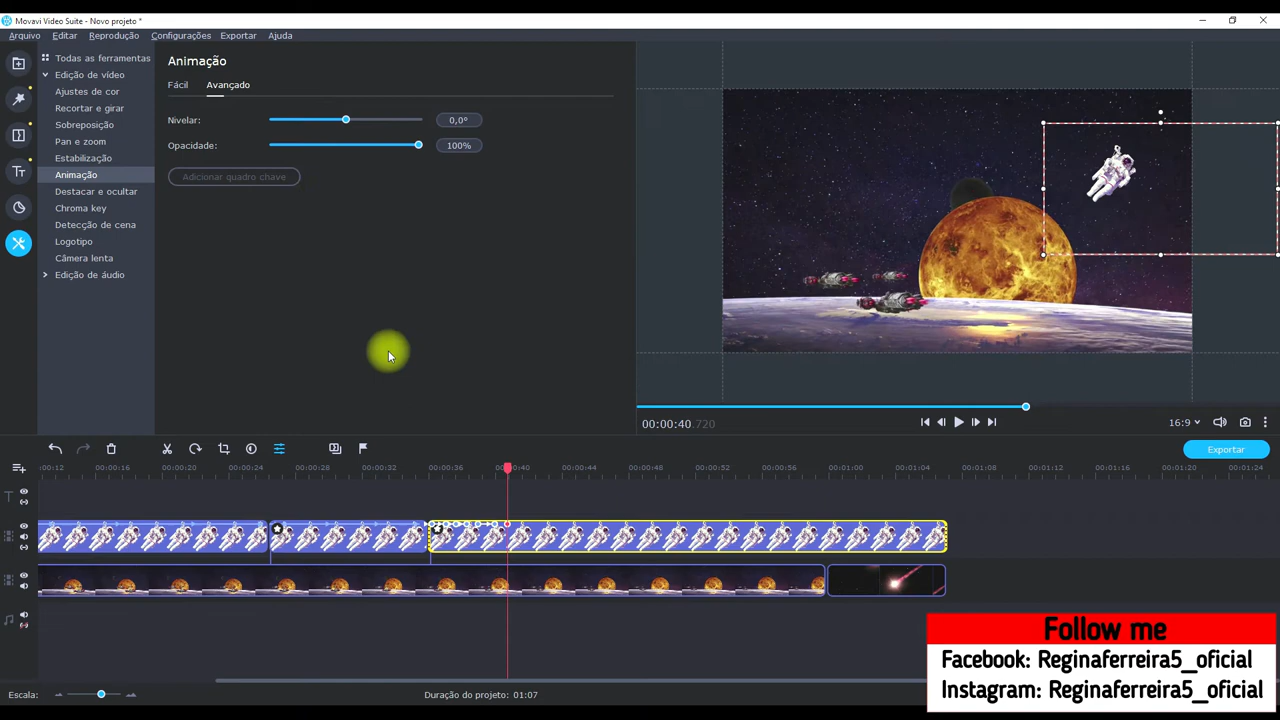 Movavi Video Suite - Novo projeto *
Arquivo Editar Reprodução Configurações Exportar Ajuda
Todas as ferramentas
Edição de vídeo
Ajustes de cor
Recortar e girar
Sobreposição
Pan e zoom
Estabilização
Animação
Destacar e ocultar
Chroma key
Detecção de cena
Logotipo
Câmera lenta
Edição de áudio
Animação
Fácil Avançado
Nivelar: 0,0°
Opacidade: 100%
Adicionar quadro chave
00:00:40.720
16:9
Exportar
00:00:12 00:00:16 00:00:20 00:00:24 00:00:28 00:00:32 00:00:36 00:00:40 00:00:44 00:00:48 00:00:52 00:00:56 00:01:00 00:01:04 00:01:08 00:01:12 00:01:16 00:01:20 00:01:24
Follow me
Facebook: Reginaferreira5_oficial
Instagram: Reginaferreira5_oficial
Escala: Duração do projeto: 01:07